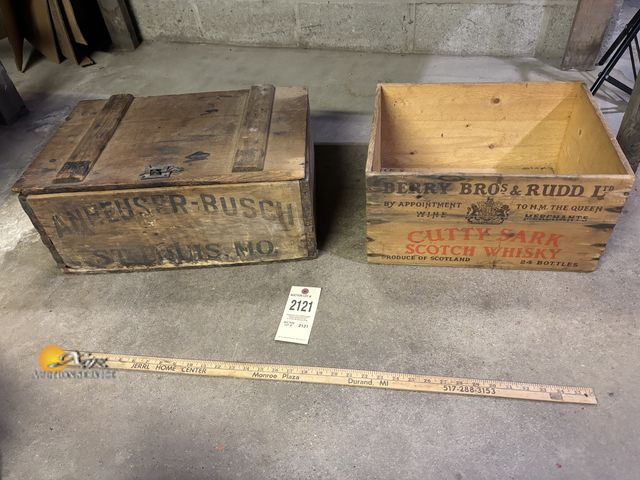 ANHEUSER-BUSCH
ST. LOUIS, MO.
BERRY BROS & RUDD LTD
BY APPOINTMENT TO H.M. THE QUEEN
WINE MERCHANTS
CUTTY SARK
SCOTCH WHISKY
PRODUCE OF SCOTLAND 24 BOTTLES
2121
2121
JERRL HOME CENTER Monroe Plaza Durand, MI 517-288-3153